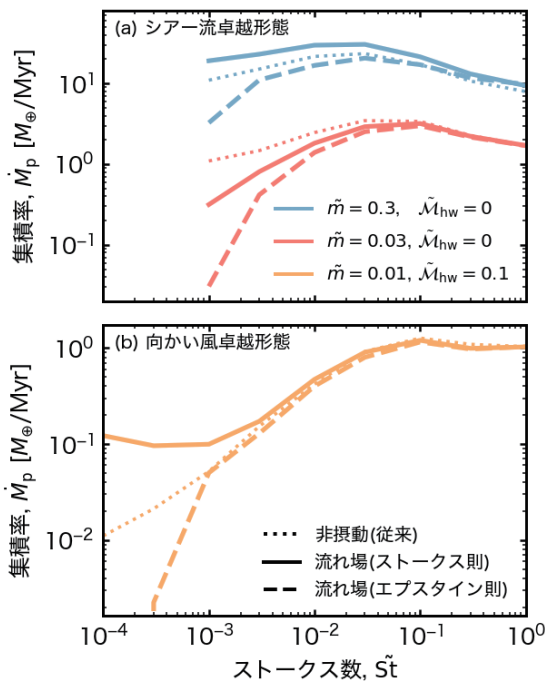 (a) シアー流卓越形態
集積率, Ṁp [M⊕/Myr]
10¹
10⁰
10⁻¹
m̃=0.3, M̃hw=0
m̃=0.03, M̃hw=0
m̃=0.01, M̃hw=0.1
(b) 向かい風卓越形態
集積率, Ṁp [M⊕/Myr]
10⁰
10⁻¹
10⁻²
非摂動(従来)
流れ場(ストークス則)
流れ場(エプスタイン則)
10⁻⁴ 10⁻³ 10⁻² 10⁻¹ 10⁰
ストークス数, S̃t